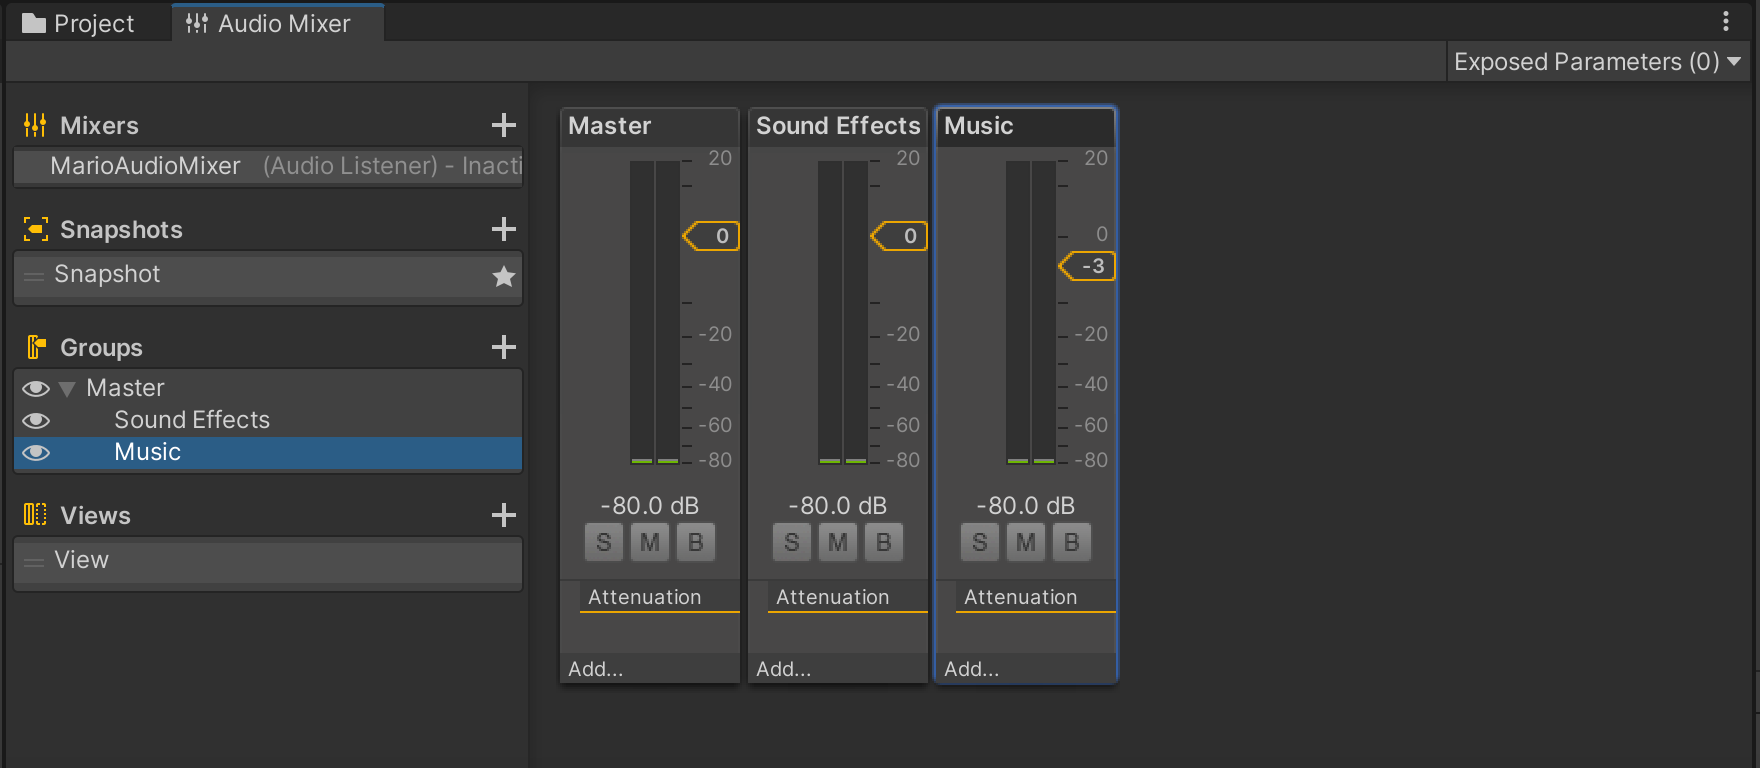 Project
Audio Mixer
Exposed Parameters (0)
Mixers
MarioAudioMixer (Audio Listener) - Inacti
Snapshots
Snapshot
Groups
Master
Sound Effects
Music
Views
View
Master
20
0
-20
-40
-60
-80
-80.0 dB
S M B
Attenuation
Add...
Sound Effects
20
0
-20
-40
-60
-80
-80.0 dB
S M B
Attenuation
Add...
Music
20
0
-3
-20
-40
-60
-80
-80.0 dB
S M B
Attenuation
Add...